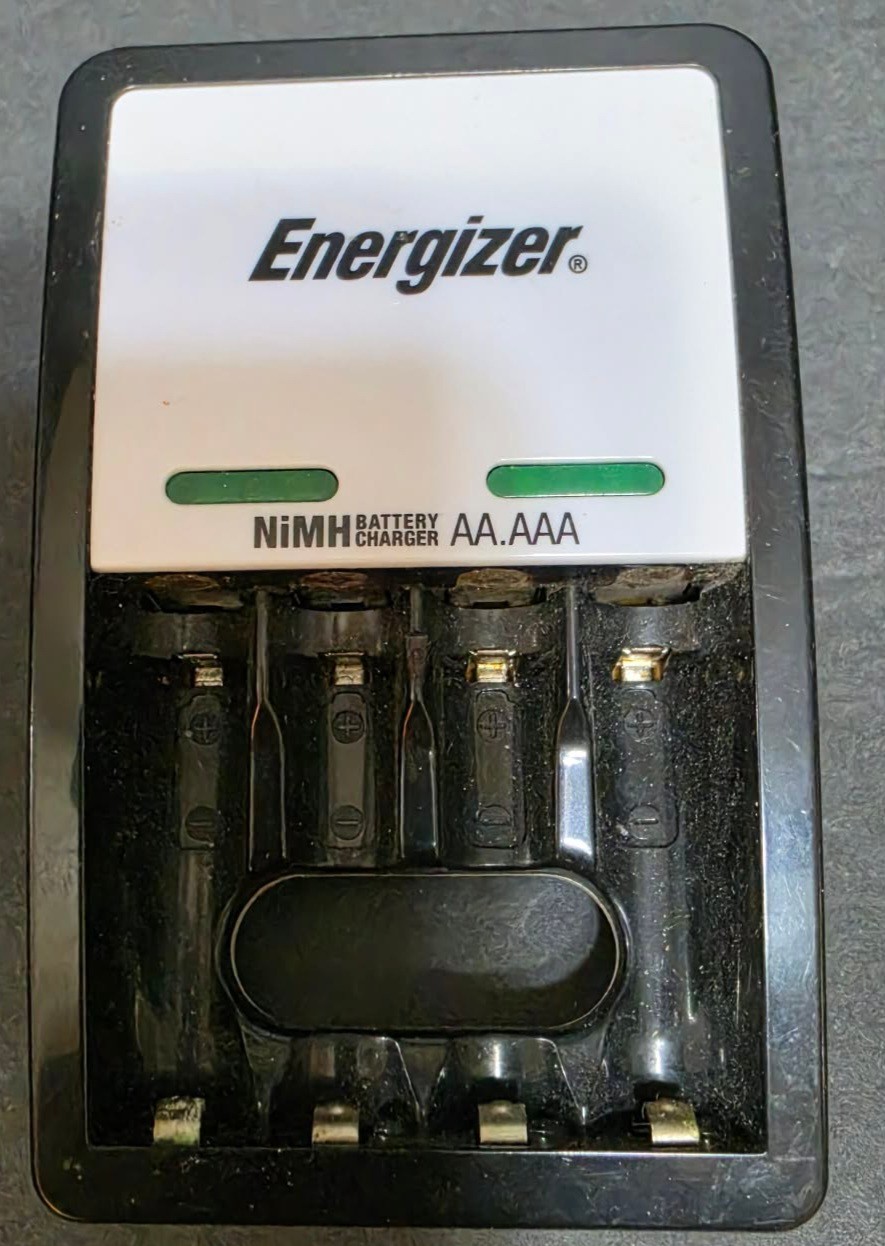 Energizer®
NiMH BATTERY CHARGER AA.AAA
+ + + +
- - - -